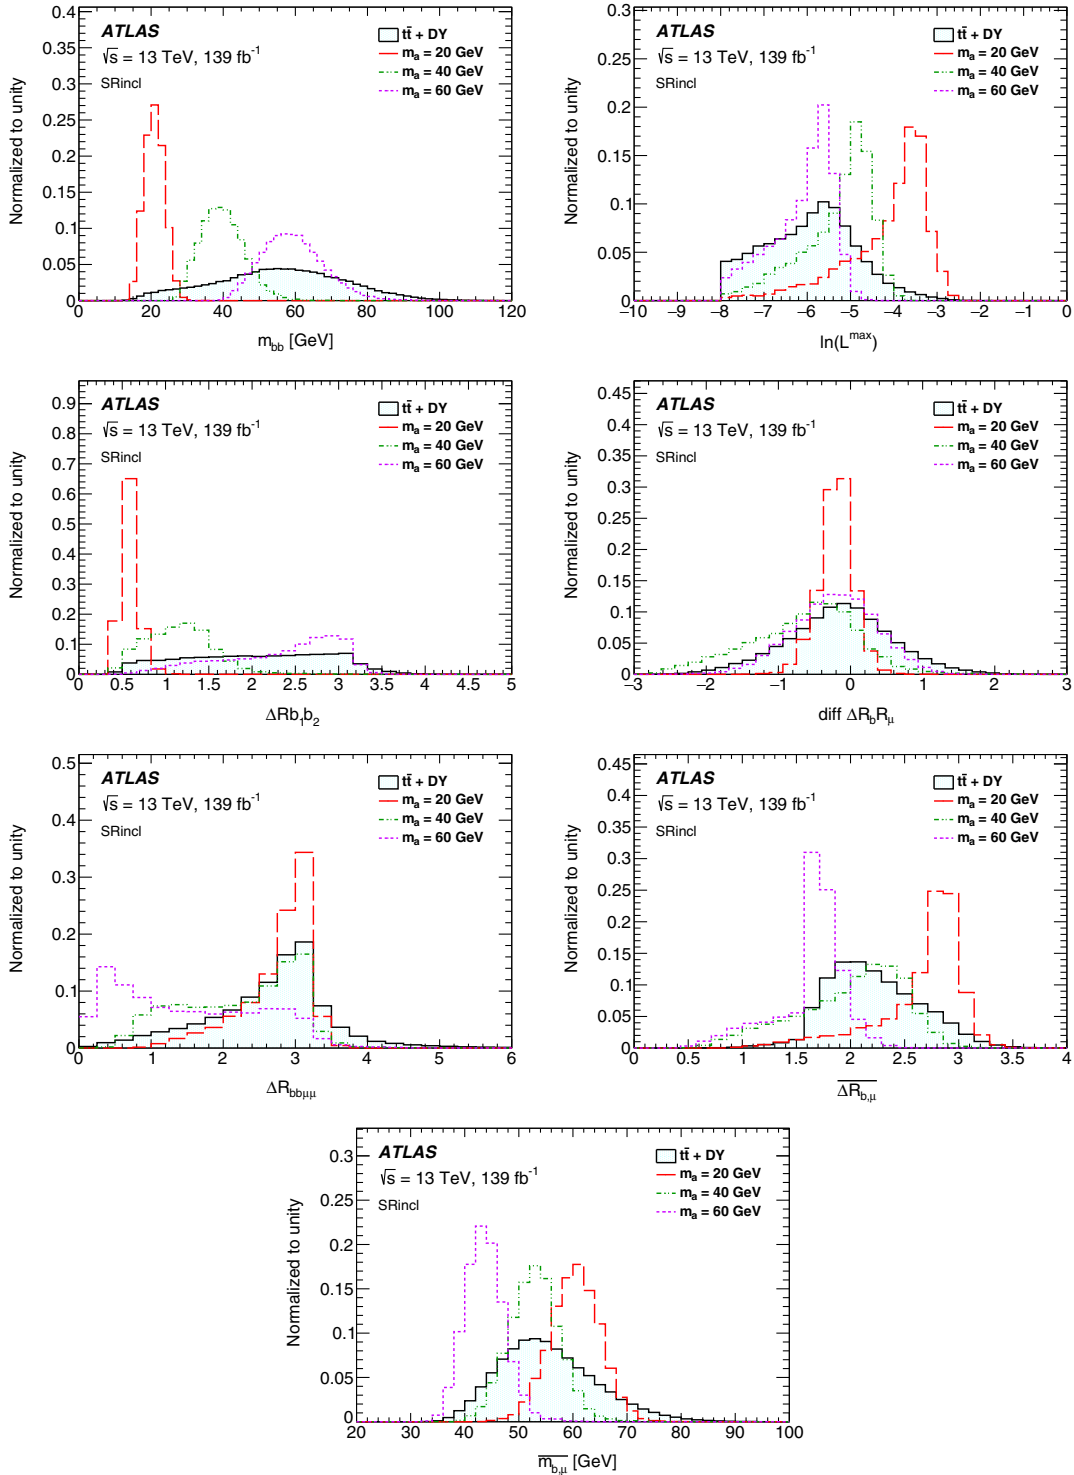 ATLAS
√s = 13 TeV, 139 fb⁻¹
SRincl
tt̄ + DY
mₐ = 20 GeV
mₐ = 40 GeV
mₐ = 60 GeV
Normalized to unity
0.4
0.35
0.3
0.25
0.2
0.15
0.1
0.05
0
0 20 40 60 80 100 120
m_bb [GeV]
ATLAS
√s = 13 TeV, 139 fb⁻¹
SRincl
tt̄ + DY
mₐ = 20 GeV
mₐ = 40 GeV
mₐ = 60 GeV
Normalized to unity
0.3
0.25
0.2
0.15
0.1
0.05
0
−10 −9 −8 −7 −6 −5 −4 −3 −2 −1 −0
ln(L^max)
ATLAS
√s = 13 TeV, 139 fb⁻¹
SRincl
tt̄ + DY
mₐ = 20 GeV
mₐ = 40 GeV
mₐ = 60 GeV
Normalized to unity
0.9
0.8
0.7
0.6
0.5
0.4
0.3
0.2
0.1
0
0 0.5 1 1.5 2 2.5 3 3.5 4 4.5 5
ΔRb₁b₂
ATLAS
√s = 13 TeV, 139 fb⁻¹
SRincl
tt̄ + DY
mₐ = 20 GeV
mₐ = 40 GeV
mₐ = 60 GeV
Normalized to unity
0.45
0.4
0.35
0.3
0.25
0.2
0.15
0.1
0.05
0
−3 −2 −1 0 1 2 3
diff ΔR_bR_μ
ATLAS
√s = 13 TeV, 139 fb⁻¹
SRincl
tt̄ + DY
mₐ = 20 GeV
mₐ = 40 GeV
mₐ = 60 GeV
Normalized to unity
0.5
0.4
0.3
0.2
0.1
0
0 1 2 3 4 5 6
ΔR_bbμμ
ATLAS
√s = 13 TeV, 139 fb⁻¹
SRincl
tt̄ + DY
mₐ = 20 GeV
mₐ = 40 GeV
mₐ = 60 GeV
Normalized to unity
0.45
0.4
0.35
0.3
0.25
0.2
0.15
0.1
0.05
0
0 0.5 1 1.5 2 2.5 3 3.5 4
ΔR_b,μ
ATLAS
√s = 13 TeV, 139 fb⁻¹
SRincl
tt̄ + DY
mₐ = 20 GeV
mₐ = 40 GeV
mₐ = 60 GeV
Normalized to unity
0.3
0.25
0.2
0.15
0.1
0.05
0
20 30 40 50 60 70 80 90 100
m_b,μ [GeV]